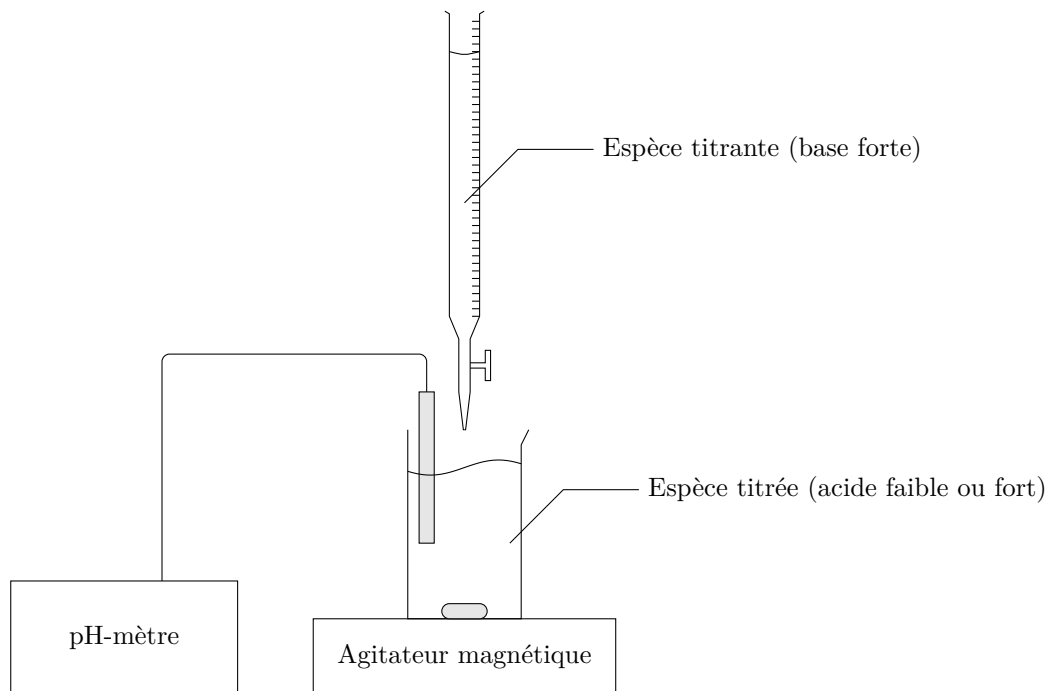 Espèce titrante (base forte)
Espèce titrée (acide faible ou fort)
pH-mètre
Agitateur magnétique